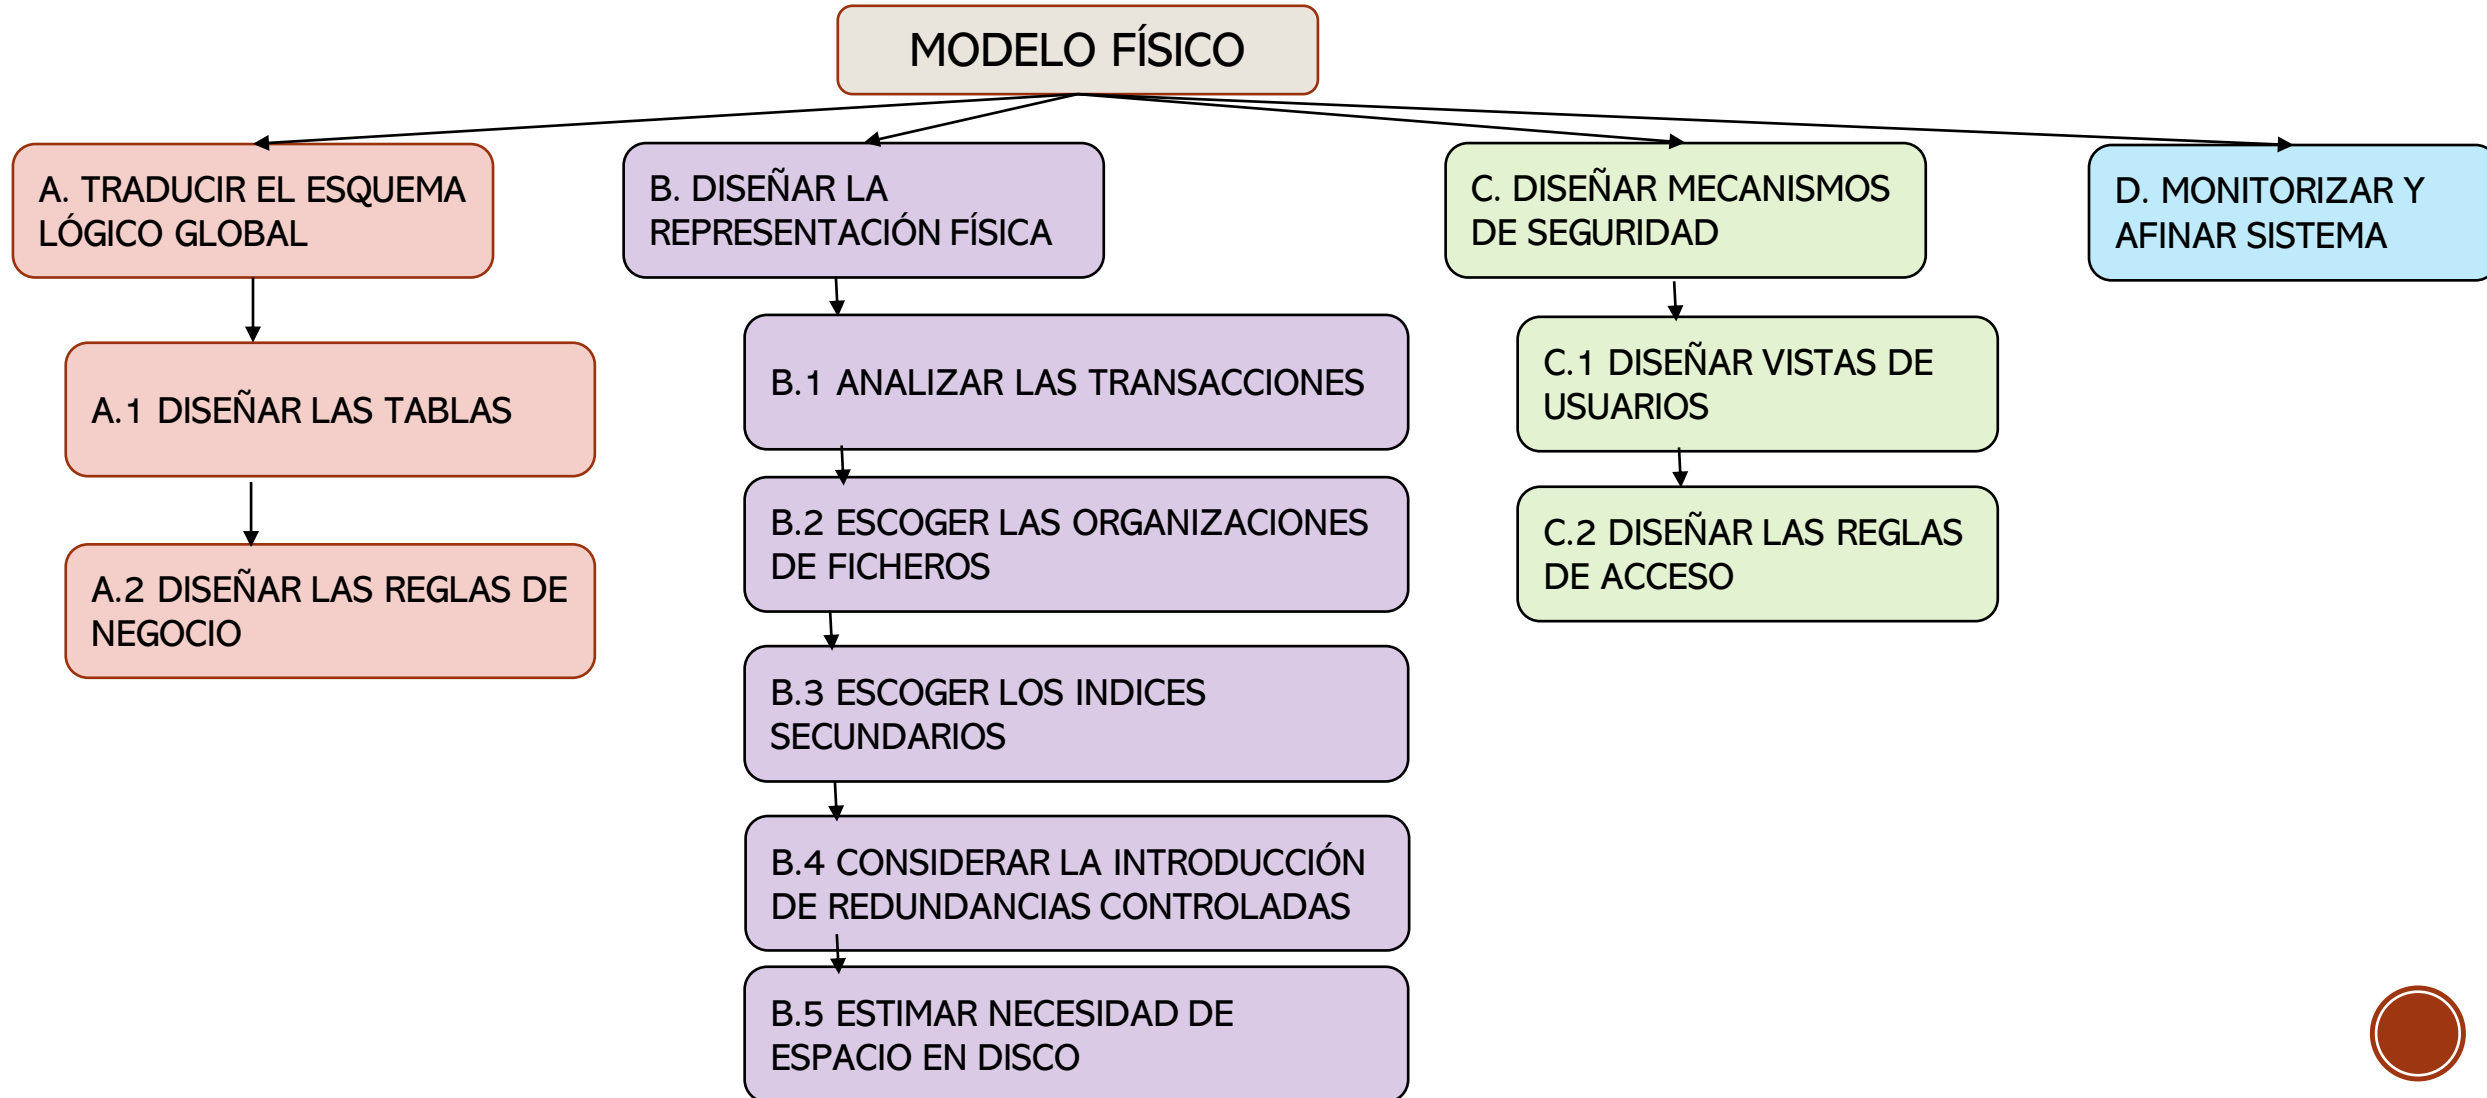 MODELO FÍSICO
A. TRADUCIR EL ESQUEMA
LÓGICO GLOBAL
A.1 DISEÑAR LAS TABLAS
A.2 DISEÑAR LAS REGLAS DE
NEGOCIO
B. DISEÑAR LA
REPRESENTACIÓN FÍSICA
B.1 ANALIZAR LAS TRANSACCIONES
B.2 ESCOGER LAS ORGANIZACIONES
DE FICHEROS
B.3 ESCOGER LOS INDICES
SECUNDARIOS
B.4 CONSIDERAR LA INTRODUCCIÓN
DE REDUNDANCIAS CONTROLADAS
B.5 ESTIMAR NECESIDAD DE
ESPACIO EN DISCO
C. DISEÑAR MECANISMOS
DE SEGURIDAD
C.1 DISEÑAR VISTAS DE
USUARIOS
C.2 DISEÑAR LAS REGLAS
DE ACCESO
D. MONITORIZAR Y
AFINAR SISTEMA